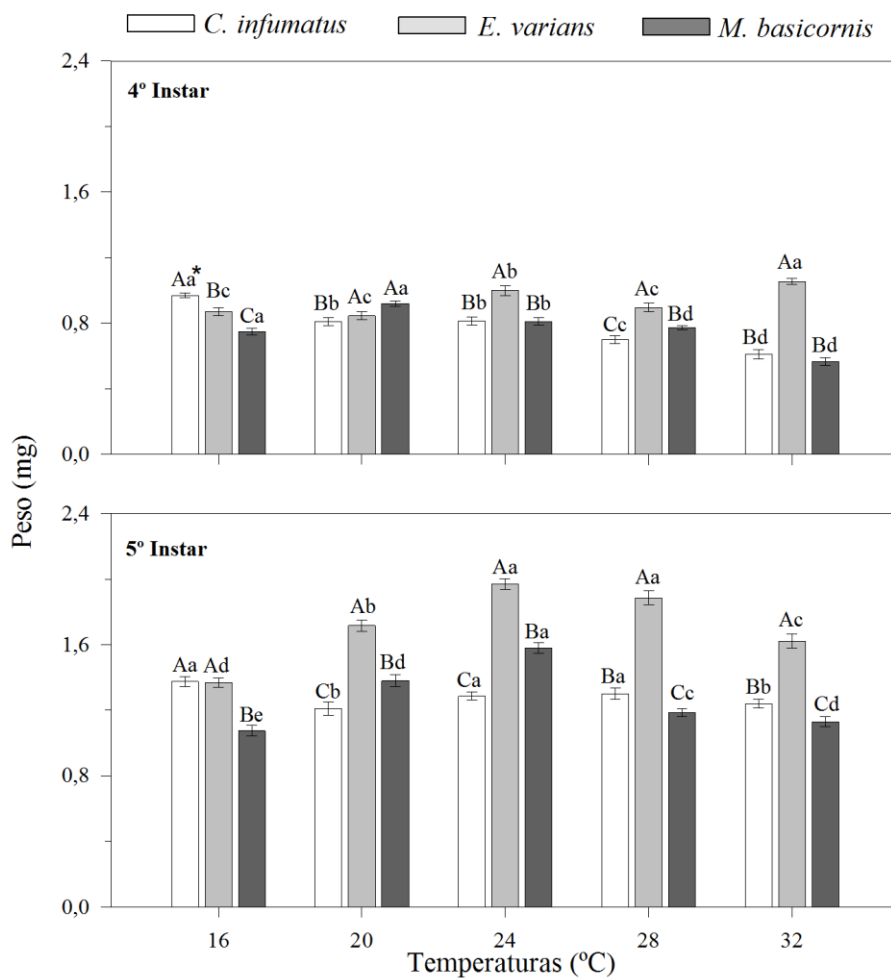 C. infumatus E. varians M. basicornis
4º Instar
2,4
1,6
0,8
0,0
Aa* Bc Ca Bb Ac Aa Bb Ab Bb Cc Ac Bd Bd Aa Bd
Peso (mg)
5º Instar
2,4
1,6
0,8
0,0
Aa Ad Be Cb Ab Bd Ca Aa Ba Ba Aa Cc Bb Ac Cd
16 20 24 28 32
Temperaturas (ºC)